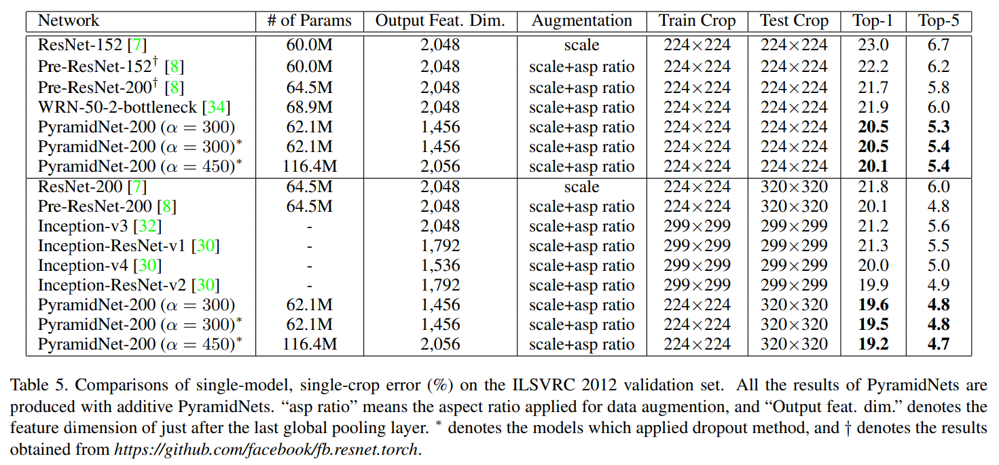 Network # of Params Output Feat. Dim. Augmentation Train Crop Test Crop Top-1 Top-5
ResNet-152 [7] 60.0M 2,048 scale 224×224 224×224 23.0 6.7
Pre-ResNet-152† [8] 60.0M 2,048 scale+asp ratio 224×224 224×224 22.2 6.2
Pre-ResNet-200† [8] 64.5M 2,048 scale+asp ratio 224×224 224×224 21.7 5.8
WRN-50-2-bottleneck [34] 68.9M 2,048 scale+asp ratio 224×224 224×224 21.9 6.0
PyramidNet-200 (α = 300) 62.1M 1,456 scale+asp ratio 224×224 224×224 20.5 5.3
PyramidNet-200 (α = 300)* 62.1M 1,456 scale+asp ratio 224×224 224×224 20.5 5.4
PyramidNet-200 (α = 450)* 116.4M 2,056 scale+asp ratio 224×224 224×224 20.1 5.4
ResNet-200 [7] 64.5M 2,048 scale 224×224 320×320 21.8 6.0
Pre-ResNet-200 [8] 64.5M 2,048 scale+asp ratio 224×224 320×320 20.1 4.8
Inception-v3 [32] - 2,048 scale+asp ratio 299×299 299×299 21.2 5.6
Inception-ResNet-v1 [30] - 1,792 scale+asp ratio 299×299 299×299 21.3 5.5
Inception-v4 [30] - 1,536 scale+asp ratio 299×299 299×299 20.0 5.0
Inception-ResNet-v2 [30] - 1,792 scale+asp ratio 299×299 299×299 19.9 4.9
PyramidNet-200 (α = 300) 62.1M 1,456 scale+asp ratio 224×224 320×320 19.6 4.8
PyramidNet-200 (α = 300)* 62.1M 1,456 scale+asp ratio 224×224 320×320 19.5 4.8
PyramidNet-200 (α = 450)* 116.4M 2,056 scale+asp ratio 224×224 320×320 19.2 4.7
Table 5. Comparisons of single-model, single-crop error (%) on the ILSVRC 2012 validation set. All the results of PyramidNets are
produced with additive PyramidNets. “asp ratio” means the aspect ratio applied for data augmention, and “Output feat. dim.” denotes the
feature dimension of just after the last global pooling layer. * denotes the models which applied dropout method, and † denotes the results
obtained from https://github.com/facebook/fb.resnet.torch.